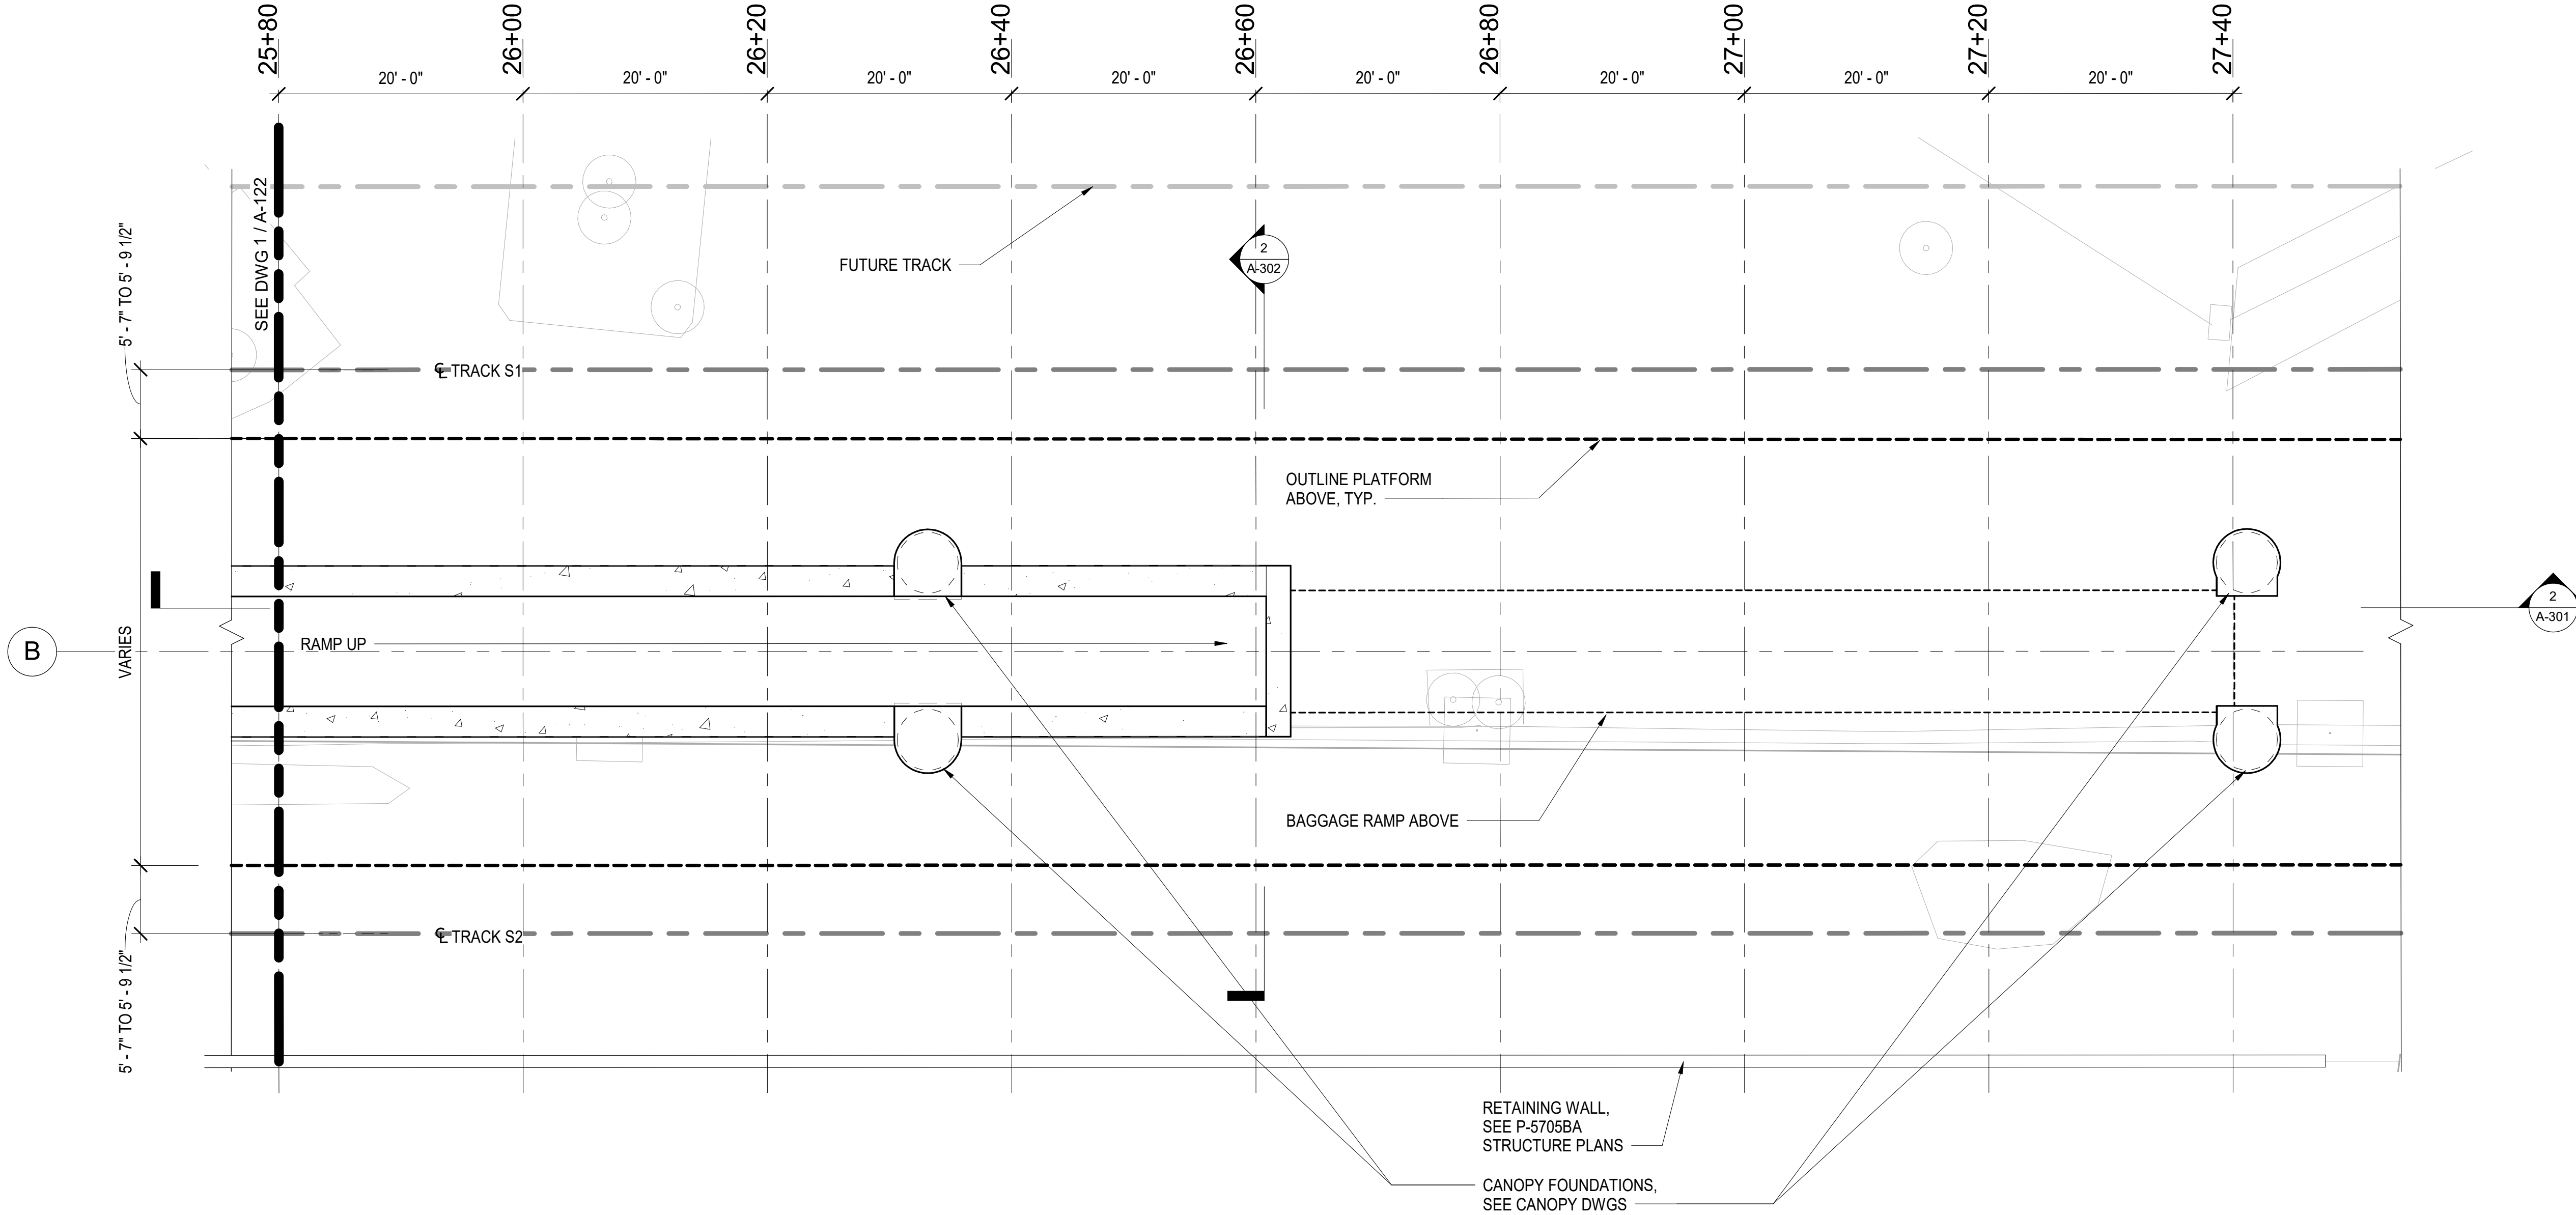 25+80
26+00
26+20
26+40
26+60
26+80
27+00
27+20
27+40
20' - 0"
20' - 0"
20' - 0"
20' - 0"
20' - 0"
20' - 0"
20' - 0"
20' - 0"
SEE DWG 1 / A-122
5' - 7" TO 5' - 9 1/2"
FUTURE TRACK
2
A-302
℄ TRACK S1
OUTLINE PLATFORM
ABOVE, TYP.
2
A-301
B
VARIES
RAMP UP
BAGGAGE RAMP ABOVE
℄ TRACK S2
5' - 7" TO 5' - 9 1/2"
RETAINING WALL,
SEE P-5705BA
STRUCTURE PLANS
CANOPY FOUNDATIONS,
SEE CANOPY DWGS